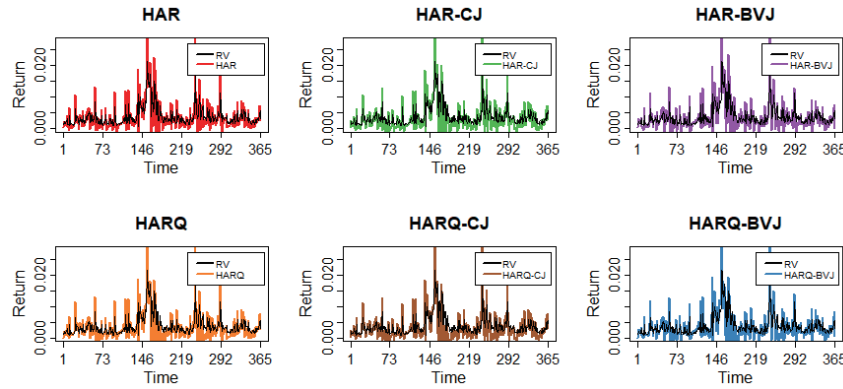 HAR
Return
0.020
0.000
RV
HAR
1 73 146 219 292 365
Time
HAR-CJ
Return
0.020
0.000
RV
HAR-CJ
1 73 146 219 292 365
Time
HAR-BVJ
Return
0.020
0.000
RV
HAR-BVJ
1 73 146 219 292 365
Time
HARQ
Return
0.020
0.000
RV
HARQ
1 73 146 219 292 365
Time
HARQ-CJ
Return
0.020
0.000
RV
HARQ-CJ
1 73 146 219 292 365
Time
HARQ-BVJ
Return
0.020
0.000
RV
HARQ-BVJ
1 73 146 219 292 365
Time